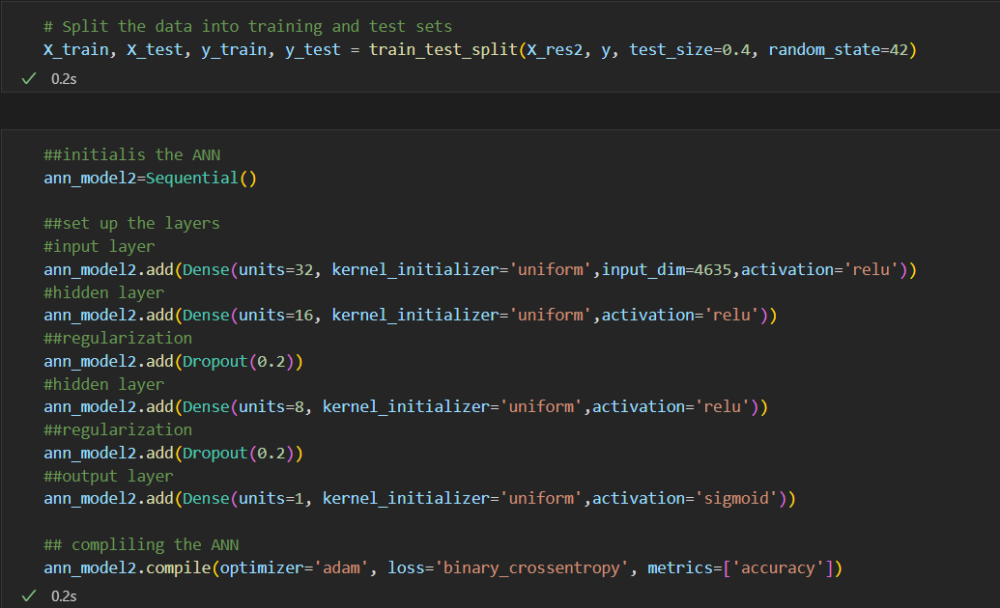 # Split the data into training and test sets
X_train, X_test, y_train, y_test = train_test_split(X_res2, y, test_size=0.4, random_state=42)
✓ 0.2s
##initialis the ANN
ann_model2=Sequential()
##set up the layers
#input layer
ann_model2.add(Dense(units=32, kernel_initializer='uniform',input_dim=4635,activation='relu'))
#hidden layer
ann_model2.add(Dense(units=16, kernel_initializer='uniform',activation='relu'))
##regularization
ann_model2.add(Dropout(0.2))
#hidden layer
ann_model2.add(Dense(units=8, kernel_initializer='uniform',activation='relu'))
##regularization
ann_model2.add(Dropout(0.2))
##output layer
ann_model2.add(Dense(units=1, kernel_initializer='uniform',activation='sigmoid'))
## compliling the ANN
ann_model2.compile(optimizer='adam', loss='binary_crossentropy', metrics=['accuracy'])
✓ 0.2s